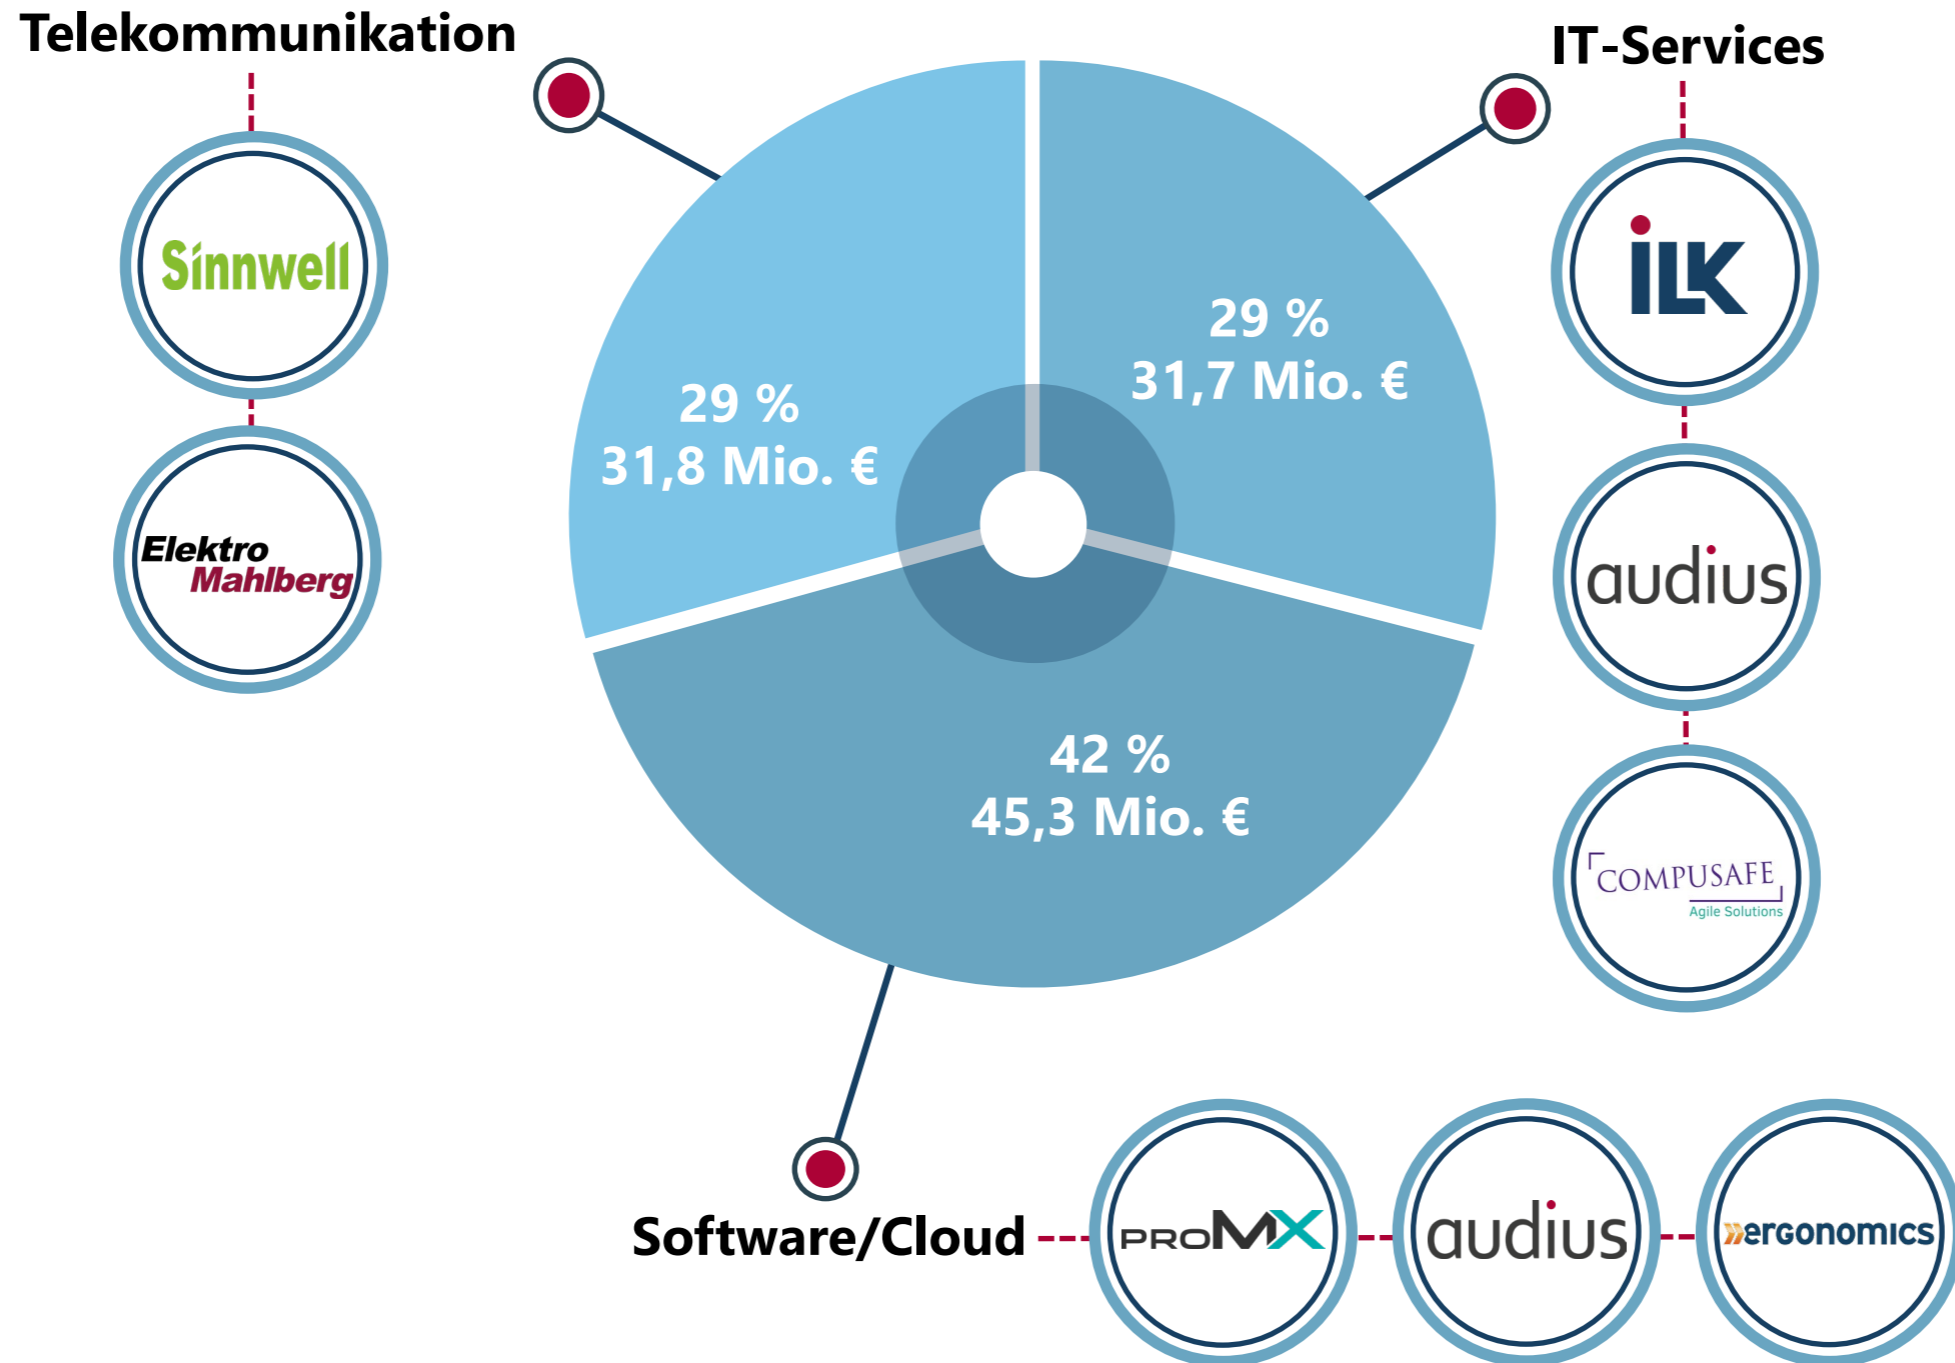 Telekommunikation
Sinnwell
Elektro
Mahlberg
29 %
31,8 Mio. €
29 %
31,7 Mio. €
42 %
45,3 Mio. €
IT-Services
iLK
audius
COMPUSAFE
Agile Solutions
Software/Cloud
PROMX
audius
ergonomics